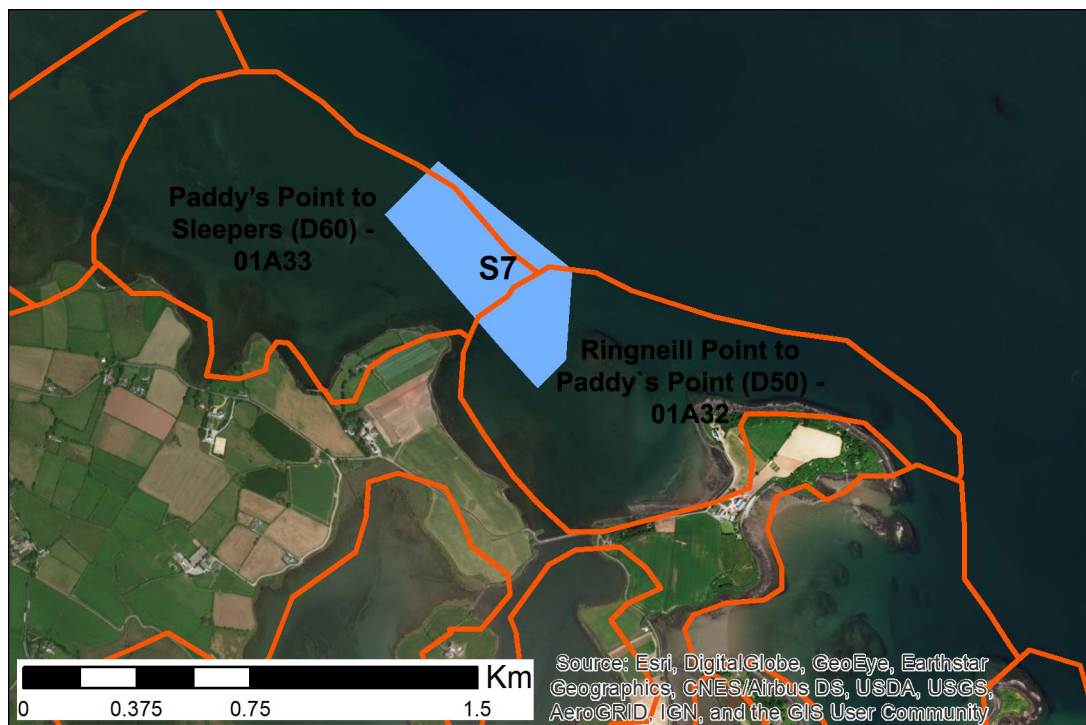 Paddy’s Point to
Sleepers (D60) -
01A33
S7
Ringneill Point to
Paddy`s Point (D50) -
01A32
Km
0 0.375 0.75 1.5
Source: Esri, DigitalGlobe, GeoEye, Earthstar
Geographics, CNES/Airbus DS, USDA, USGS,
AeroGRID, IGN, and the GIS User Community